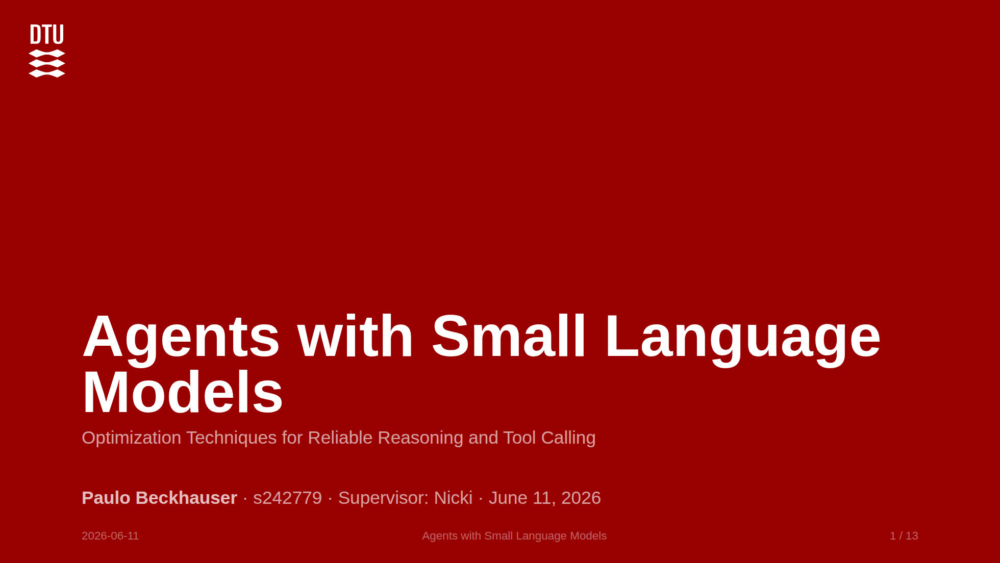 DTU
Agents with Small Language
Models
Optimization Techniques for Reliable Reasoning and Tool Calling
Paulo Beckhauser · s242779 · Supervisor: Nicki · June 11, 2026
2026-06-11
Agents with Small Language Models
1 / 13